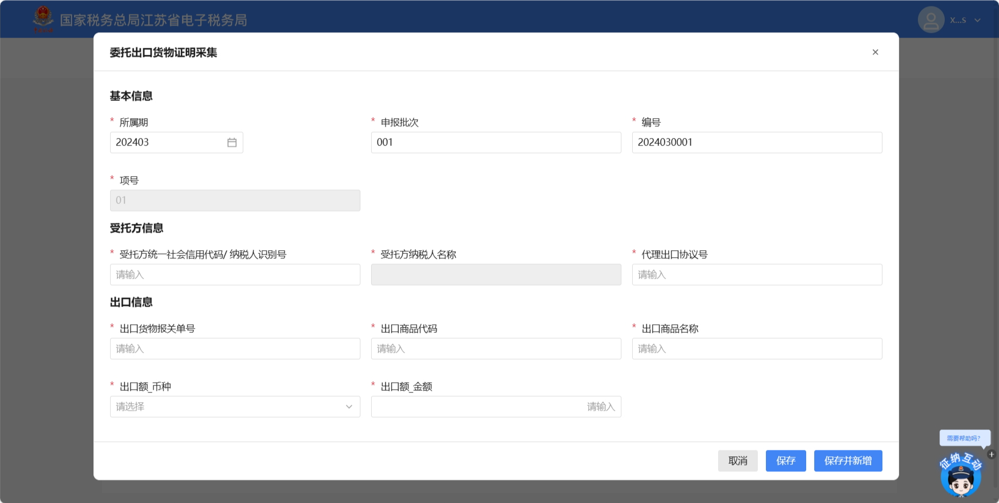 国家税务总局江苏省电子税务局
X...S
委托出口货物证明采集
基本信息
* 所属期
* 申报批次
* 编号
202403
001
2024030001
* 项号
01
受托方信息
* 受托方统一社会信用代码/ 纳税人识别号
* 受托方纳税人名称
* 代理出口协议号
请输入
请输入
出口信息
* 出口货物报关单号
* 出口商品代码
* 出口商品名称
请输入
请输入
请输入
* 出口额_币种
* 出口额_金额
请选择
请输入
需要帮助吗?
征纳互动
取消
保存
保存并新增